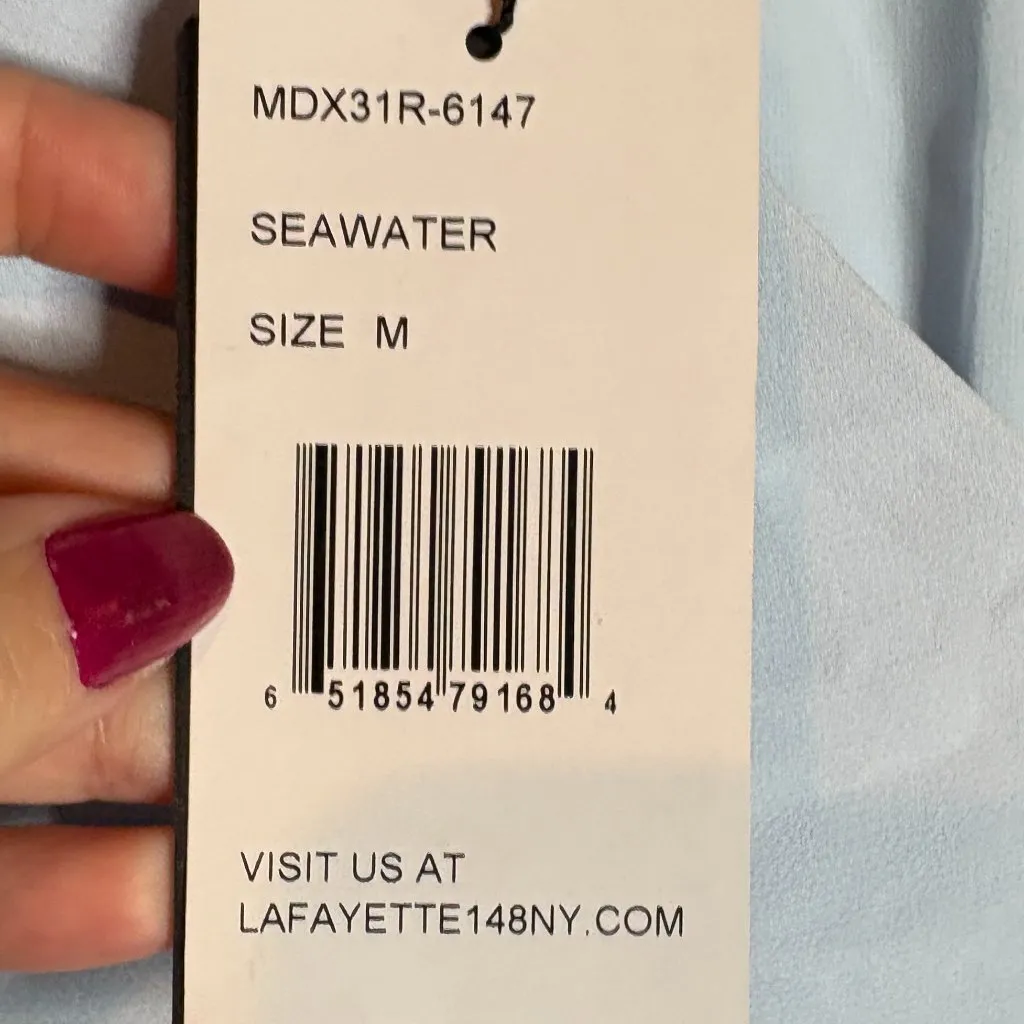 MDX31R-6147
SEAWATER
SIZE M
6 51854 79168 4
VISIT US AT
LAFAYETTE148NY.COM